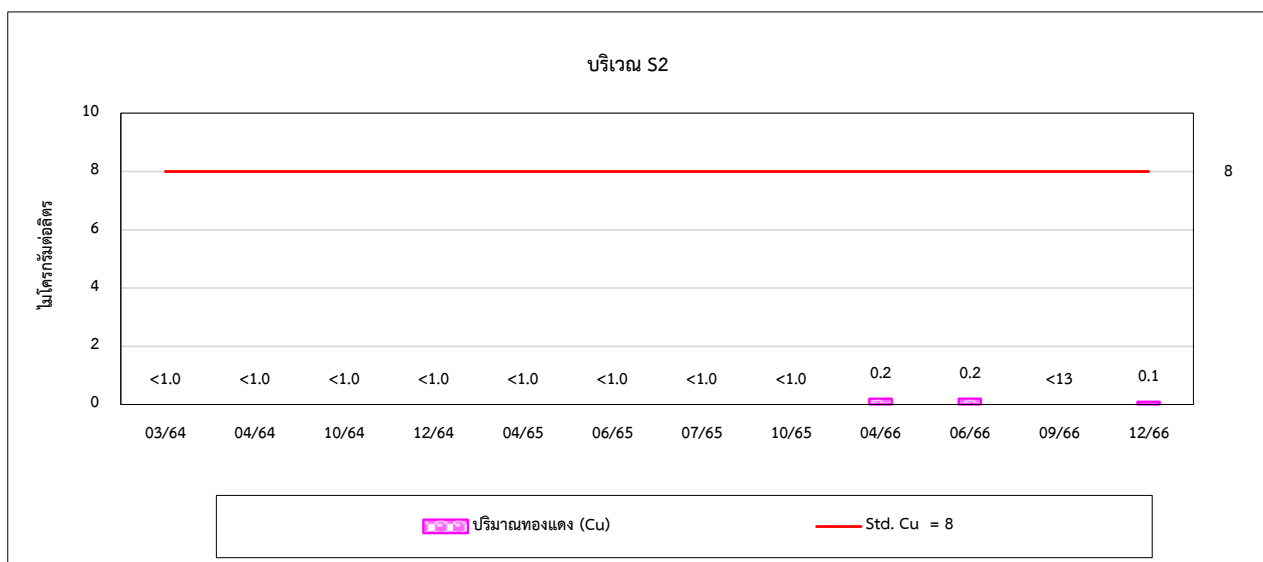 บริเวณ S2
ไมโครกรัมต่อลิตร
10
8
6
4
2
0
8
<1.0 <1.0 <1.0 <1.0 <1.0 <1.0 <1.0 <1.0 0.2 0.2 <13 0.1
03/64 04/64 10/64 12/64 04/65 06/65 07/65 10/65 04/66 06/66 09/66 12/66
ปริมาณทองแดง (Cu) Std. Cu = 8